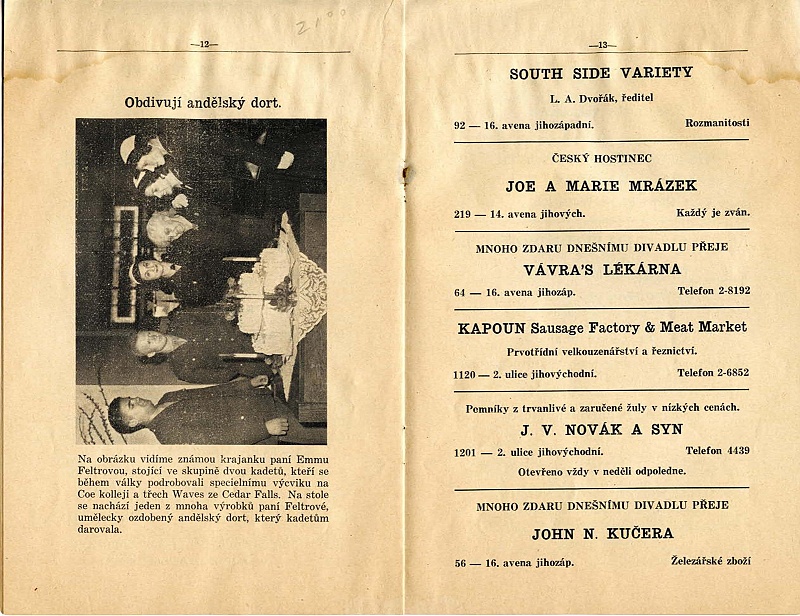 21⁰⁰
—12—
Obdivují andělský dort.
Na obrázku vidíme známou krajanku paní Emmu
Feltrovou, stojící ve skupině dvou kadetů, kteří se
během války podrobovali specielnímu výcviku na
Coe kolleji a třech Waves ze Cedar Falls. Na stole
se nachází jeden z mnoha výrobků paní Feltrové,
umělecky ozdobený andělský dort, který kadetům
darovala.
—13—
SOUTH SIDE VARIETY
L. A. Dvořák, ředitel
92 — 16. avena jihozápadní. Rozmanitosti
ČESKÝ HOSTINEC
JOE A MARIE MRÁZEK
219 — 14. avena jihových. Každý je zván.
MNOHO ZDARU DNEŠNÍMU DIVADLU PŘEJE
VÁVRA'S LÉKÁRNA
64 — 16. avena jihozáp. Telefon 2-8192
KAPOUN Sausage Factory & Meat Market
Prvotřídní velkouzenářství a řeznictví.
1120 — 2. ulice jihovýchodní. Telefon 2-6852
Pemníky z trvanlivé a zaručené žuly v nízkých cenách.
J. V. NOVÁK A SYN
1201 — 2. ulice jihovýchodní. Telefon 4439
Otevřeno vždy v neděli odpoledne.
MNOHO ZDARU DNEŠNÍMU DIVADLU PŘEJE
JOHN N. KUČERA
56 — 16. avena jihozáp. Železářské zboží